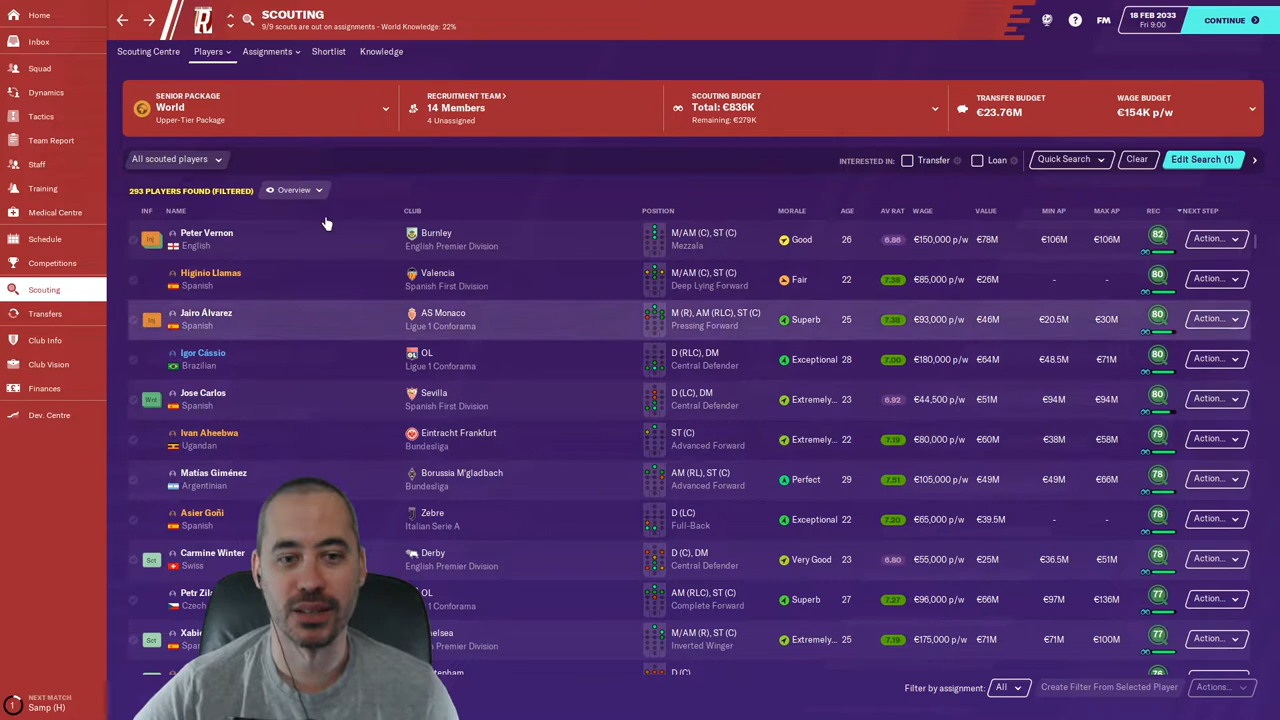 Home
Inbox
Squad
Dynamics
Tactics
Team Report
Staff
Training
Medical Centre
Schedule
Competitions
Scouting
Transfers
Club Info
Club Vision
Finances
Dev. Centre
1 NEXT MATCH
Samp (H)
SCOUTING
9/9 scouts are out on assignments - World Knowledge: 22%
FM
18 FEB 2033
Fri 9:00
CONTINUE
Scouting Centre Players Assignments Shortlist Knowledge
SENIOR PACKAGE
World
Upper-Tier Package
RECRUITMENT TEAM
14 Members
4 Unassigned
SCOUTING BUDGET
Total: €836K
Remaining: €279K
TRANSFER BUDGET
€23.76M
WAGE BUDGET
€154K p/w
All scouted players INTERESTED IN: Transfer Loan Quick Search Clear Edit Search (1)
293 PLAYERS FOUND (FILTERED) Overview
INF NAME CLUB POSITION MORALE AGE AV RAT WAGE VALUE MIN AP MAX AP REC NEXT STEP
Inj Peter Vernon Burnley M/AM (C), ST (C) Good 26 6.86 €150,000 p/w €78M €106M €106M 82 Action...
English English Premier Division Mezzala
Higinio Llamas Valencia M/AM (C), ST (C) Fair 22 7.38 €85,000 p/w €26M - - 80 Action...
Spanish Spanish First Division Deep Lying Forward
Inj Jairo Álvarez AS Monaco M (R), AM (RLC), ST (C) Superb 25 7.39 €93,000 p/w €46M €20.5M €30M 80 Action...
Spanish Ligue 1 Conforama Pressing Forward
Igor Cássio OL D (RLC), DM Exceptional 28 7.00 €180,000 p/w €64M €48.5M €71M 80 Action...
Brazilian Ligue 1 Conforama Central Defender
Wnt Jose Carlos Sevilla D (LC), DM Extremely... 23 6.92 €44,500 p/w €51M €94M €94M 80 Action...
Spanish Spanish First Division Central Defender
Ivan Aheebwa Eintracht Frankfurt ST (C) Extremely... 22 7.19 €80,000 p/w €60M €38M €58M 79 Action...
Ugandan Bundesliga Advanced Forward
Matías Giménez Borussia M'gladbach AM (RL), ST (C) Perfect 29 7.51 €105,000 p/w €49M €49M €66M 78 Action...
Argentinian Bundesliga Advanced Forward
Asier Goñi Zebre D (LC) Exceptional 22 7.20 €65,000 p/w €39.5M - - 78 Action...
Spanish Italian Serie A Full-Back
Sct Carmine Winter Derby D (C), DM Very Good 23 6.80 €55,000 p/w €25M €36.5M €51M 78 Action...
Swiss English Premier Division Central Defender
Petr OL AM (RLC), ST (C) Superb 27 7.27 €96,000 p/w €66M €97M €136M 77 Action...
Czech 1 Conforama Complete Forward
Sct helsea M/AM (R), ST (C) Extremely... 25 7.19 €175,000 p/w €71M €71M €100M 77 Action...
Premier Division Inverted Winger
Filter by assignment: All Create Filter From Selected Player Actions...